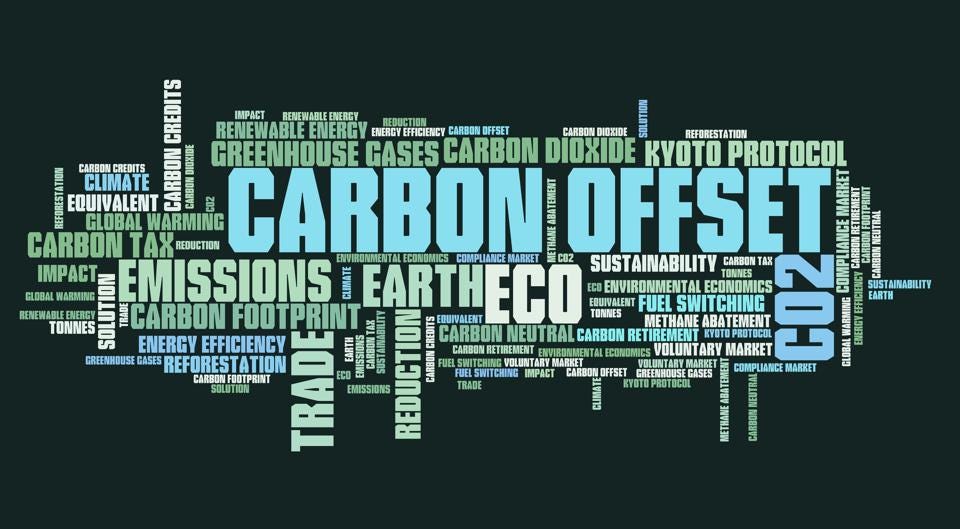 IMPACT
RENEWABLE ENERGY
REDUCTION
SOLUTION
CARBON CREDITS
RENEWABLE ENERGY
ENERGY EFFICIENCY
CARBON OFFSET
CARBON DIOXIDE
REFORESTATION
GREENHOUSE GASES
CARBON DIOXIDE
KYOTO PROTOCOL
CARBON CREDITS
CARBON DIOXIDE
REFORESTATION
CLIMATE
CARBON OFFSET
EQUIVALENT
CO2
METHANE ABATEMENT
COMPLIANCE MARKET
CARBON RETIREMENT
CARBON FOOTPRINT
CARBON NEUTRAL
GLOBAL WARMING
CARBON TAX
REDUCTION
ENVIRONMENTAL ECONOMICS
COMPLIANCE MARKET
CO2
SUSTAINABILITY
CARBON TAX
CO2
IMPACT
SOLUTION
EMISSIONS
CLIMATE
EARTH
ECO
TONNES
ECO
ENVIRONMENTAL ECONOMICS
SUSTAINABILITY
GLOBAL WARMING
EQUIVALENT
FUEL SWITCHING
EARTH
GLOBAL WARMING
ENERGY EFFICIENCY
RENEWABLE ENERGY
TRADE
CARBON FOOTPRINT
TONNES
TONNES
REDUCTION
CARBON CREDITS
EQUIVALENT
METHANE ABATEMENT
CARBON NEUTRAL
CARBON RETIREMENT
KYOTO PROTOCOL
ENERGY EFFICIENCY
TRADE
EARTH
EMISSIONS
CARBON TAX
SUSTAINABILITY
CARBON RETIREMENT
ENVIRONMENTAL ECONOMICS
VOLUNTARY MARKET
GREENHOUSE GASES
REFORESTATION
FUEL SWITCHING
VOLUNTARY MARKET
VOLUNTARY MARKET
COMPLIANCE MARKET
CARBON FOOTPRINT
ECO
FUEL SWITCHING
IMPACT
CARBON OFFSET
GREENHOUSE GASES
SOLUTION
EMISSIONS
TRADE
CLIMATE
KYOTO PROTOCOL
METHANE ABATEMENT
CARBON NEUTRAL